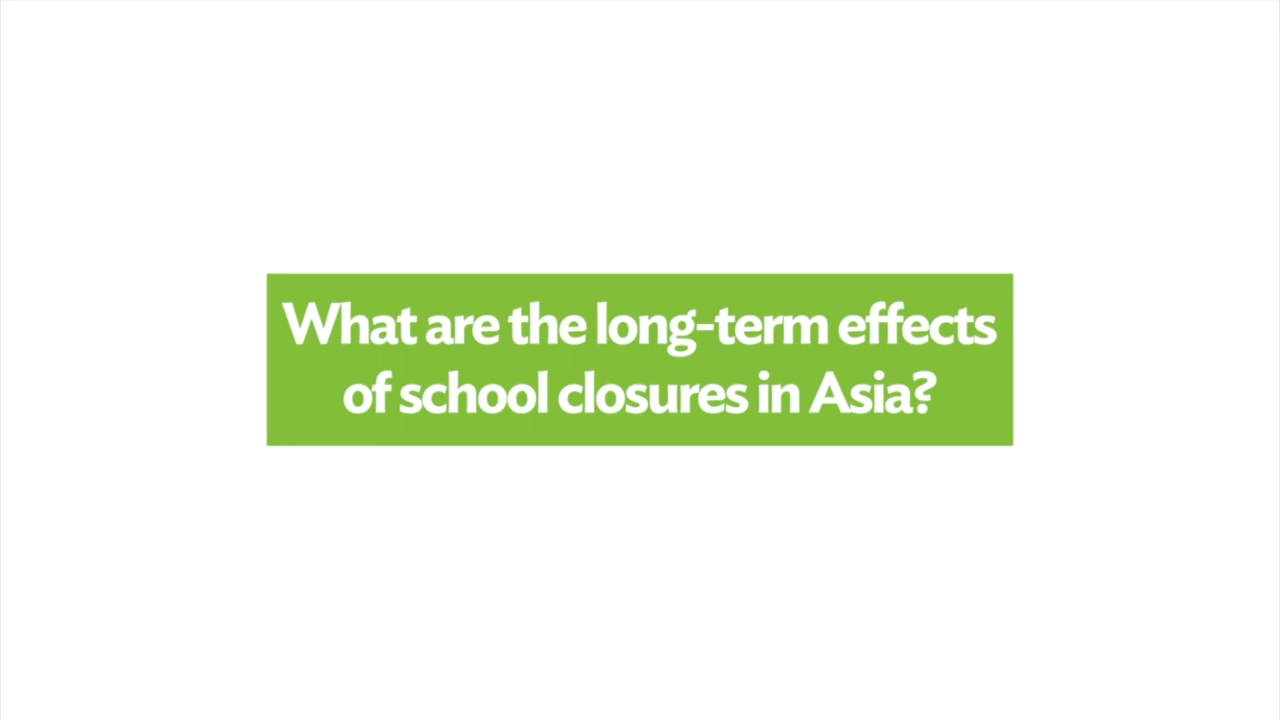 What are the long-term effects
of school closures in Asia?